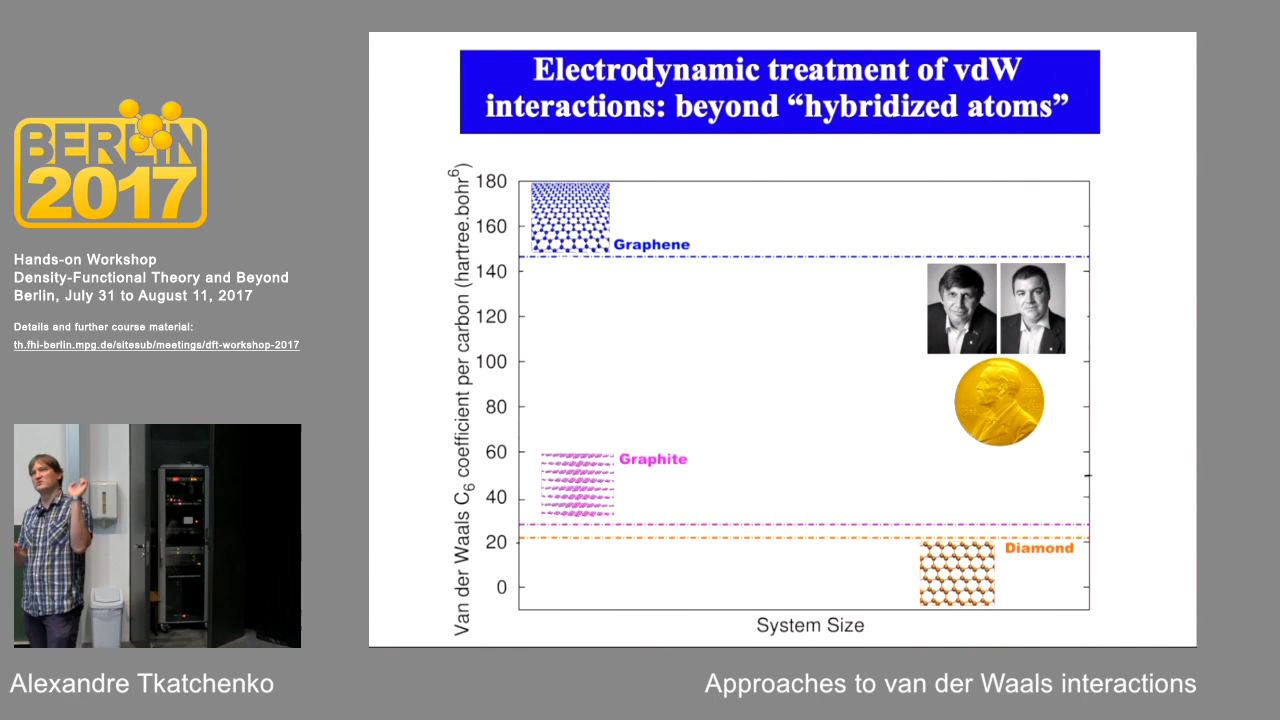 BERLIN
2017
Hands-on Workshop
Density-Functional Theory and Beyond
Berlin, July 31 to August 11, 2017
Details and further course material:
th.fhi-berlin.mpg.de/sitesub/meetings/dft-workshop-2017
Electrodynamic treatment of vdW
interactions: beyond “hybridized atoms”
Van der Waals C6 coefficient per carbon (hartree.bohr6)
180
160
140
120
100
80
60
40
20
0
Graphene
Graphite
Diamond
System Size
Alexandre Tkatchenko
Approaches to van der Waals interactions